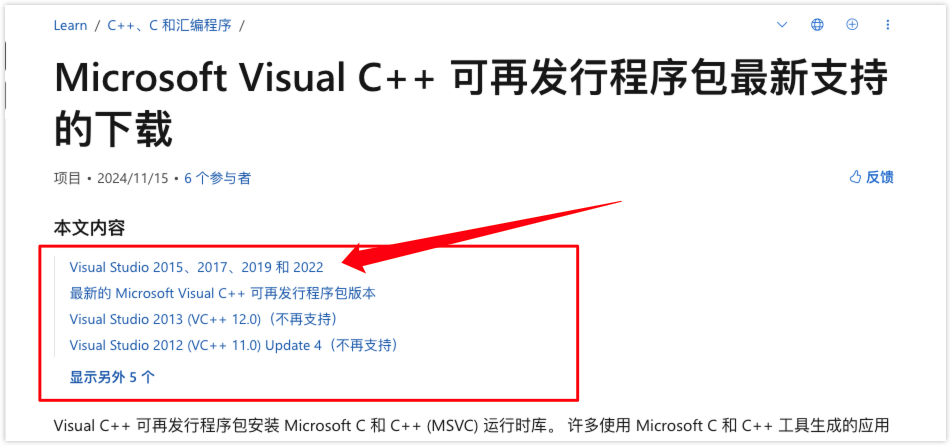 Learn / C++、C 和汇编程序 /
Microsoft Visual C++ 可再发行程序包最新支持
的下载
项目 • 2024/11/15 • 6 个参与者
反馈
本文内容
Visual Studio 2015、2017、2019 和 2022
最新的 Microsoft Visual C++ 可再发行程序包版本
Visual Studio 2013 (VC++ 12.0)（不再支持）
Visual Studio 2012 (VC++ 11.0) Update 4（不再支持）
显示另外 5 个
Visual C++ 可再发行程序包安装 Microsoft C 和 C++ (MSVC) 运行时库。 许多使用 Microsoft C 和 C++ 工具生成的应用